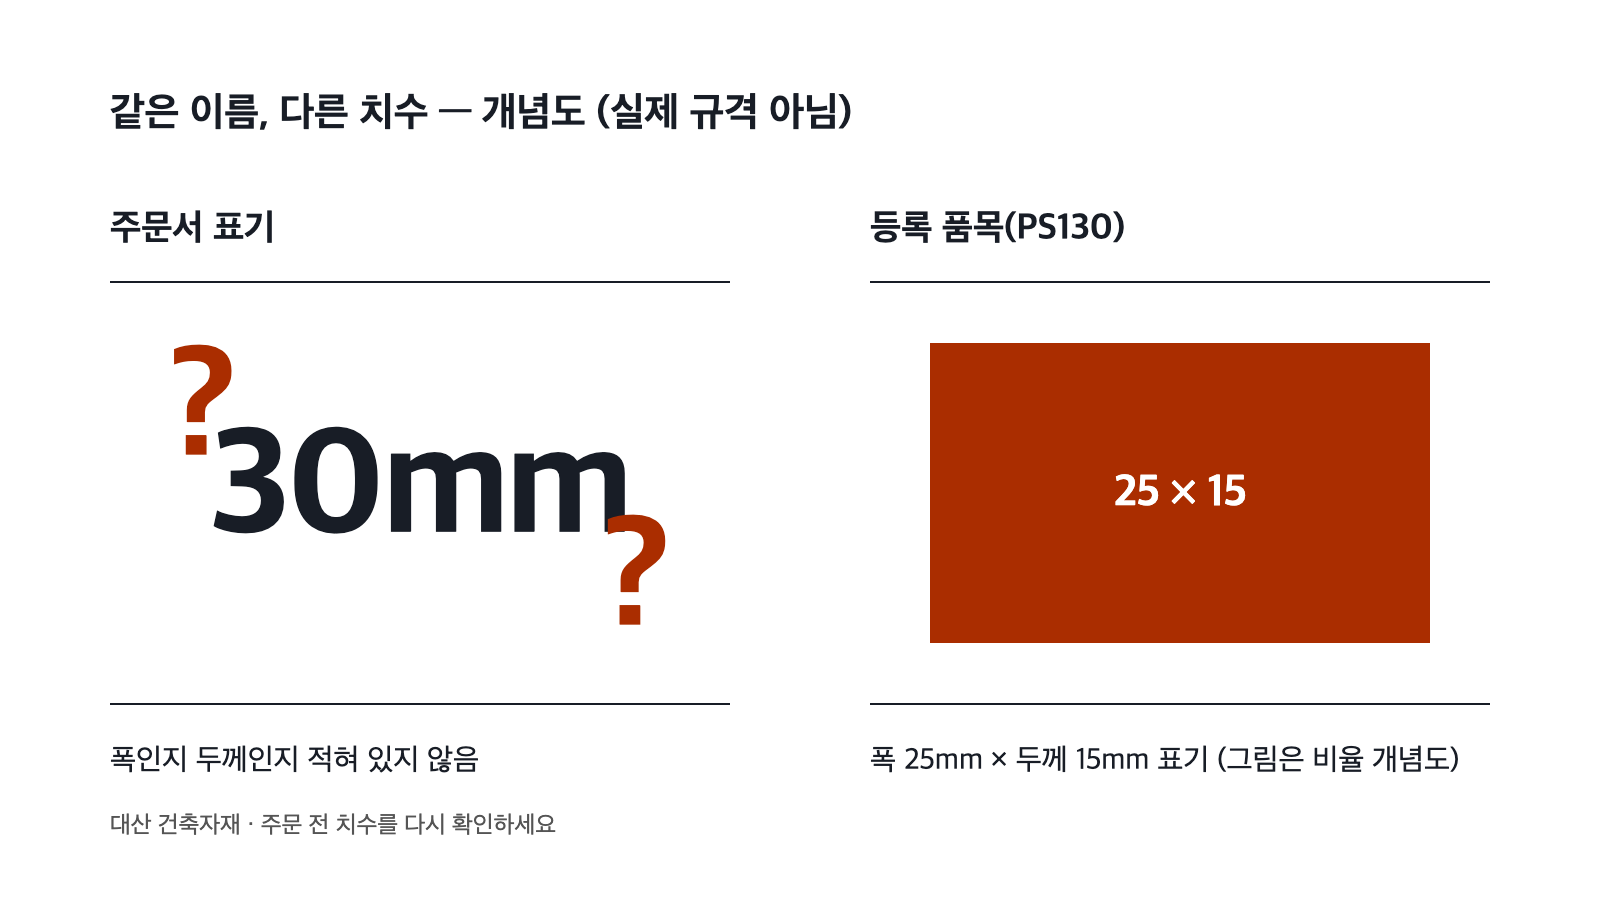 같은 이름, 다른 치수 — 개념도 (실제 규격 아님)
주문서 표기
?
30mm
?
폭인지 두께인지 적혀 있지 않음
등록 품목(PS130)
25 × 15
폭 25mm × 두께 15mm 표기 (그림은 비율 개념도)
대산 건축자재 · 주문 전 치수를 다시 확인하세요